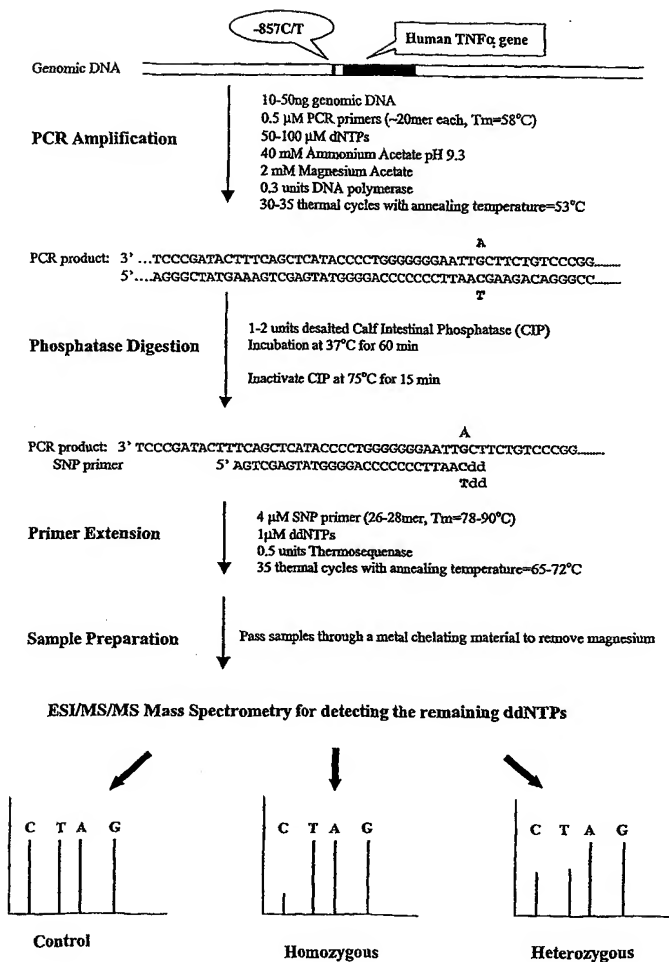 -857C/T
Human TNFα gene
Genomic DNA
PCR Amplification
10-50ng genomic DNA
0.5 µM PCR primers (~20mer each, Tm=58°C)
50-100 µM dNTPs
40 mM Ammonium Acetate pH 9.3
2 mM Magnesium Acetate
0.3 units DNA polymerase
30-35 thermal cycles with annealing temperature=53°C
A
PCR product: 3' ...TCCCGATACTTTCAGCTCATACCCCTGGGGGGGAATTGCTTCTGTCCCGG.........
5'....AGGGCTATGAAAGTCGAGTATGGGGACCCCCCCTTAACGAAGACAGGGCC....
T
Phosphatase Digestion
1-2 units desalted Calf Intestinal Phosphatase (CIP)
Incubation at 37°C for 60 min
Inactivate CIP at 75°C for 15 min
A
PCR product: 3' TCCCGATACTTTCAGCTCATACCCCTGGGGGGGAATTGCTTCTGTCCCGG.........
SNP primer 5' AGTCGAGTATGGGGACCCCCCCTTAACdd
Tdd
Primer Extension
4 µM SNP primer (26-28mer, Tm=78-90°C)
1µM ddNTPs
0.5 units Thermosequenase
35 thermal cycles with annealing temperature=65-72°C
Sample Preparation
Pass samples through a metal chelating material to remove magnesium
ESI/MS/MS Mass Spectrometry for detecting the remaining ddNTPs
C T A G
C T A G
C T A G
Control
Homozygous
Heterozygous